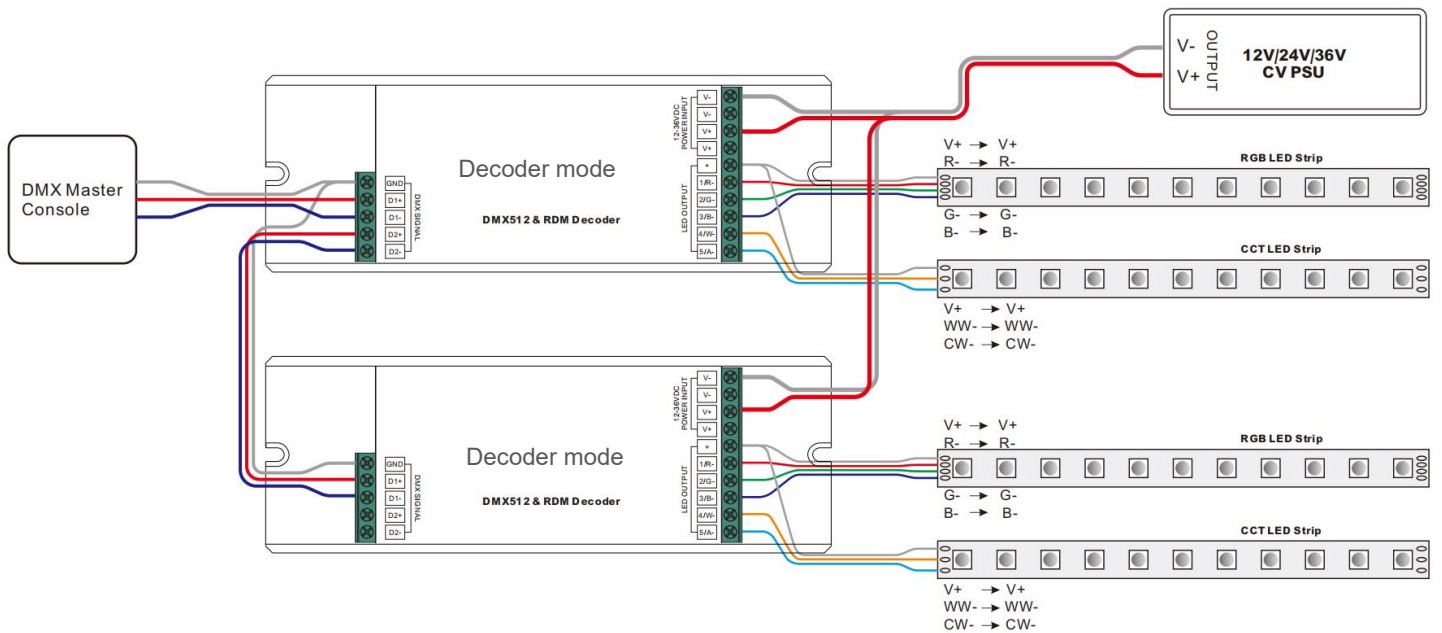 V-
V+
OUTPUT
12V/24V/36V
CV PSU
DMX Master
Console
GND
D1+
D1-
D2+
D2-
DMX SIGNAL
Decoder mode
DMX512 & RDM Decoder
12-36VDC
POWER INPUT
V-
V-
V+
V+
LED OUTPUT
+
1/R-
2/G-
3/B-
4/W-
5/A-
V+ → V+
R- → R-
RGB LED Strip
G- → G-
B- → B-
CCT LED Strip
V+ → V+
WW- → WW-
CW- → CW-
GND
D1+
D1-
D2+
D2-
DMX SIGNAL
Decoder mode
DMX512 & RDM Decoder
12-36VDC
POWER INPUT
V-
V-
V+
V+
LED OUTPUT
+
1/R-
2/G-
3/B-
4/W-
5/A-
V+ → V+
R- → R-
RGB LED Strip
G- → G-
B- → B-
CCT LED Strip
V+ → V+
WW- → WW-
CW- → CW-